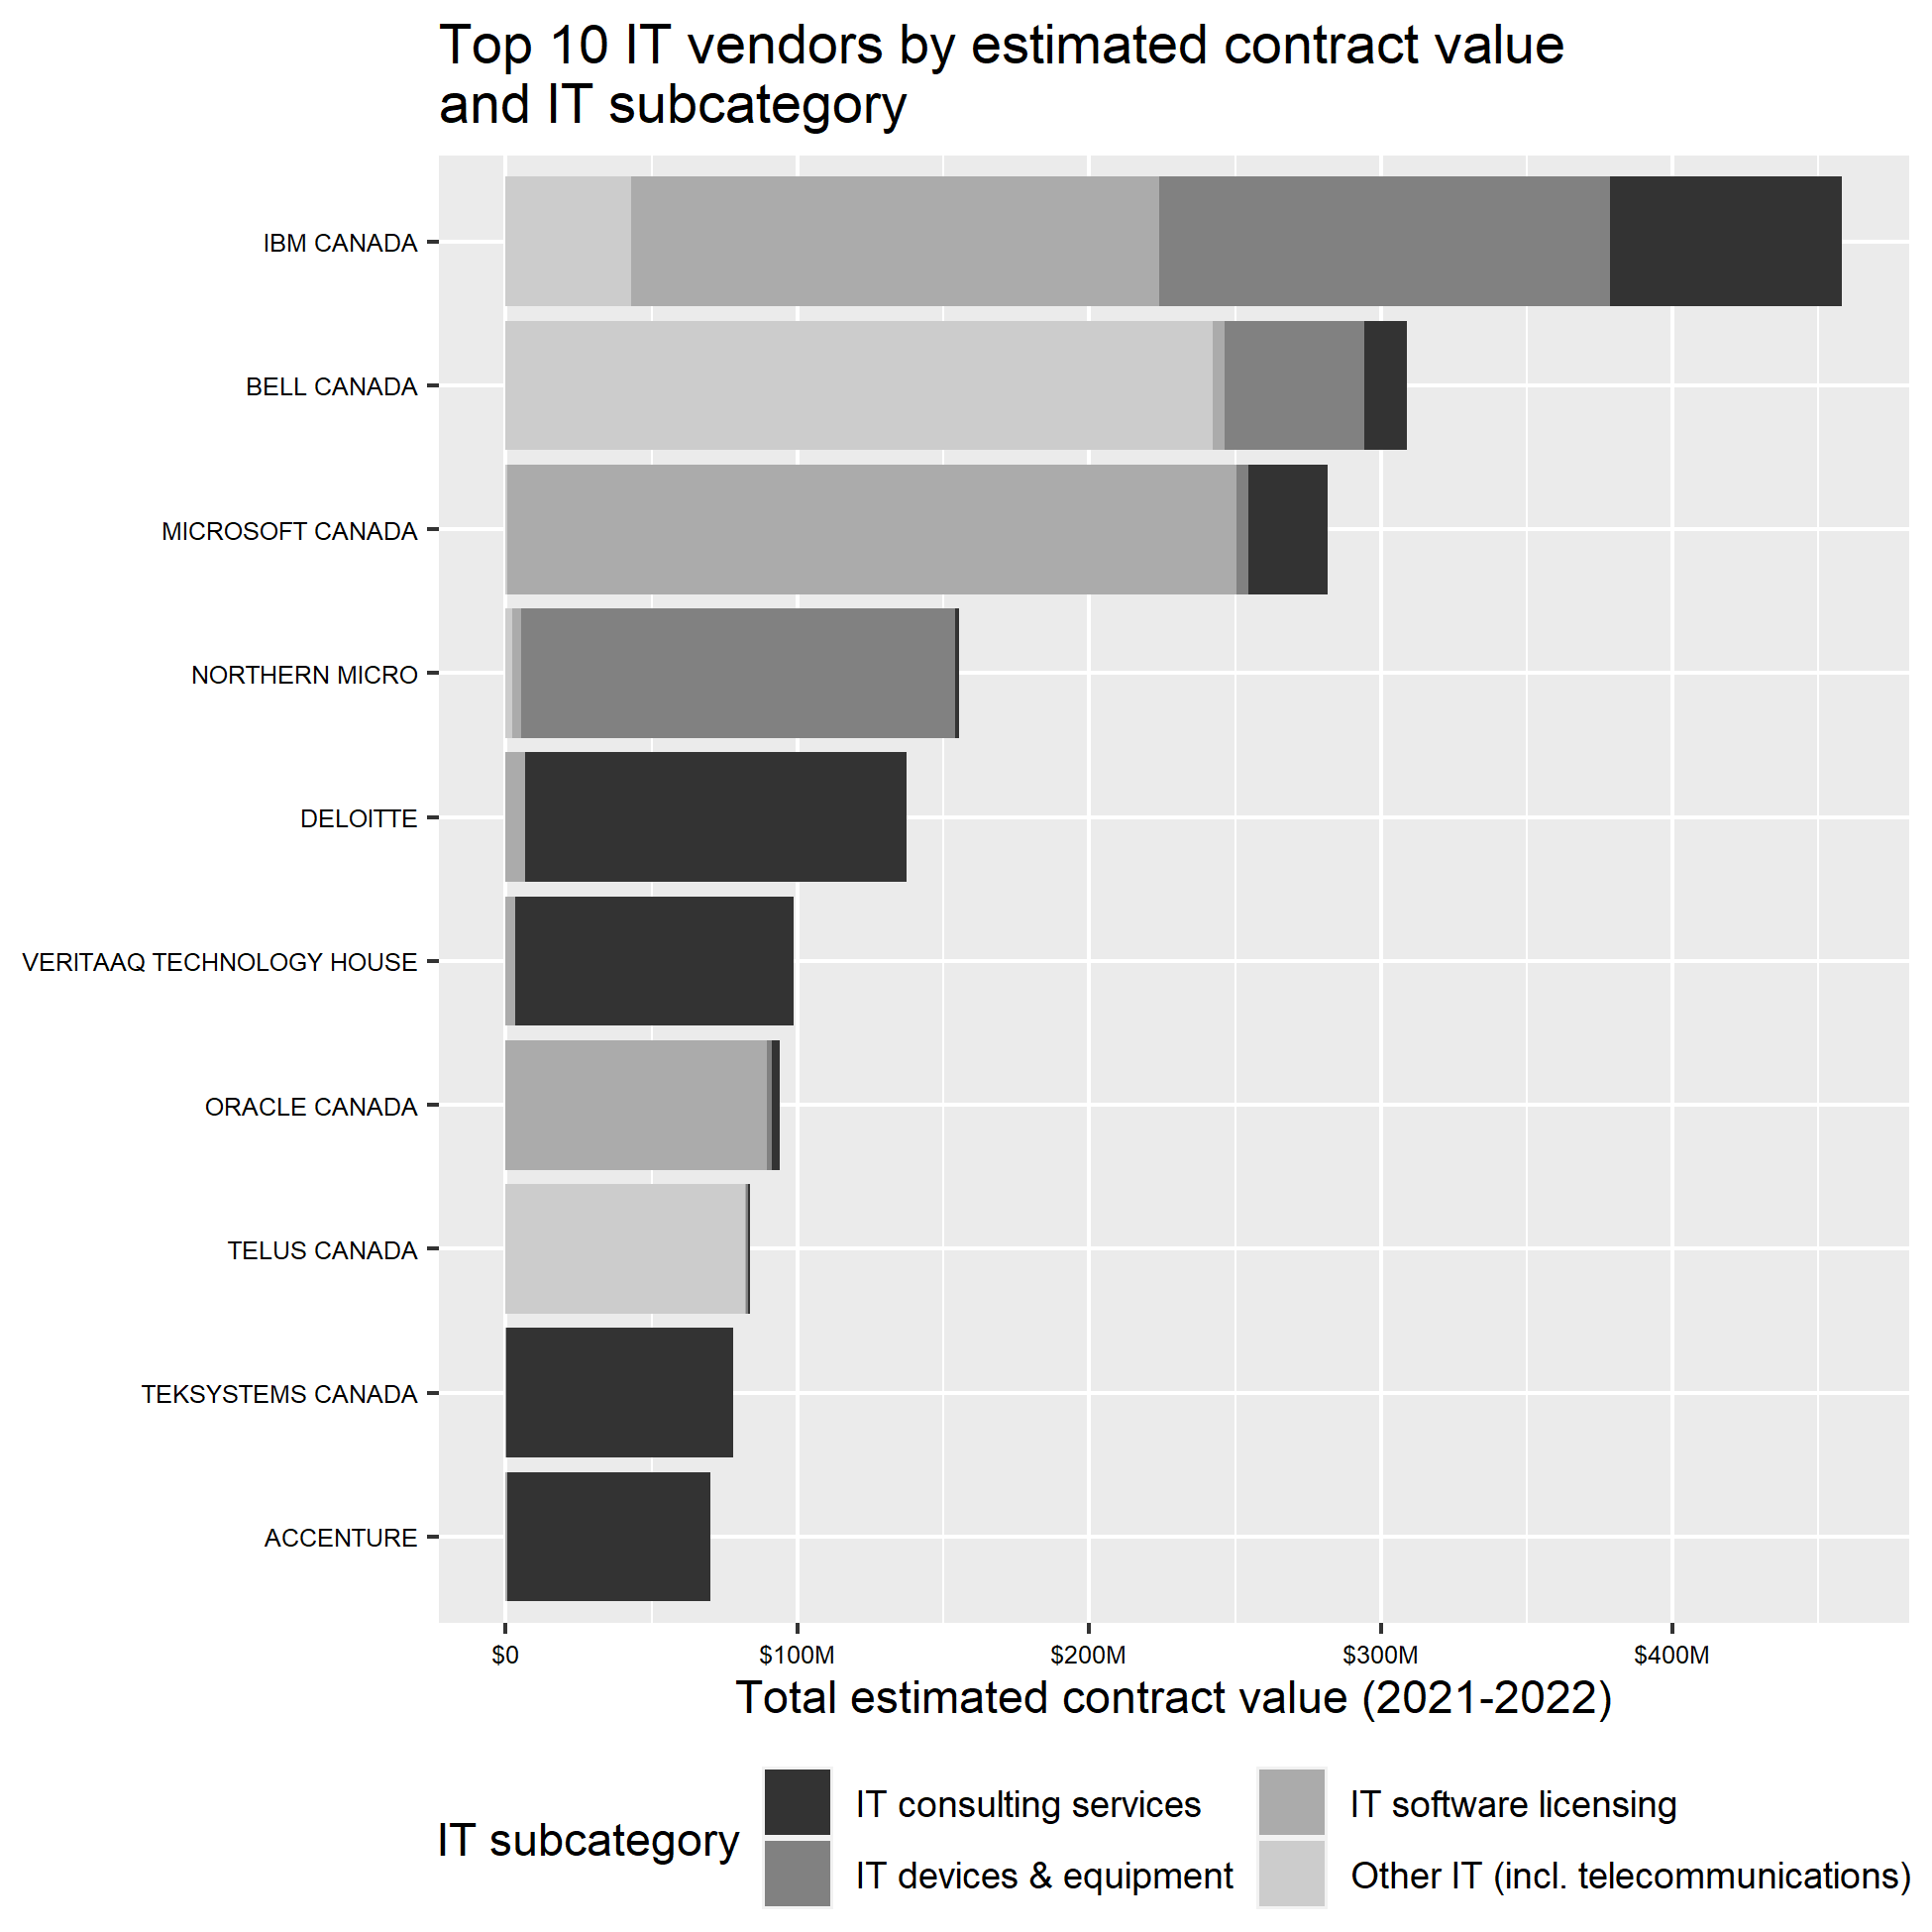 Top 10 IT vendors by estimated contract value
and IT subcategory
IBM CANADA
BELL CANADA
MICROSOFT CANADA
NORTHERN MICRO
DELOITTE
VERITAAQ TECHNOLOGY HOUSE
ORACLE CANADA
TELUS CANADA
TEKSYSTEMS CANADA
ACCENTURE
$0 $100M $200M $300M $400M
Total estimated contract value (2021-2022)
IT subcategory
IT consulting services
IT devices & equipment
IT software licensing
Other IT (incl. telecommunications)